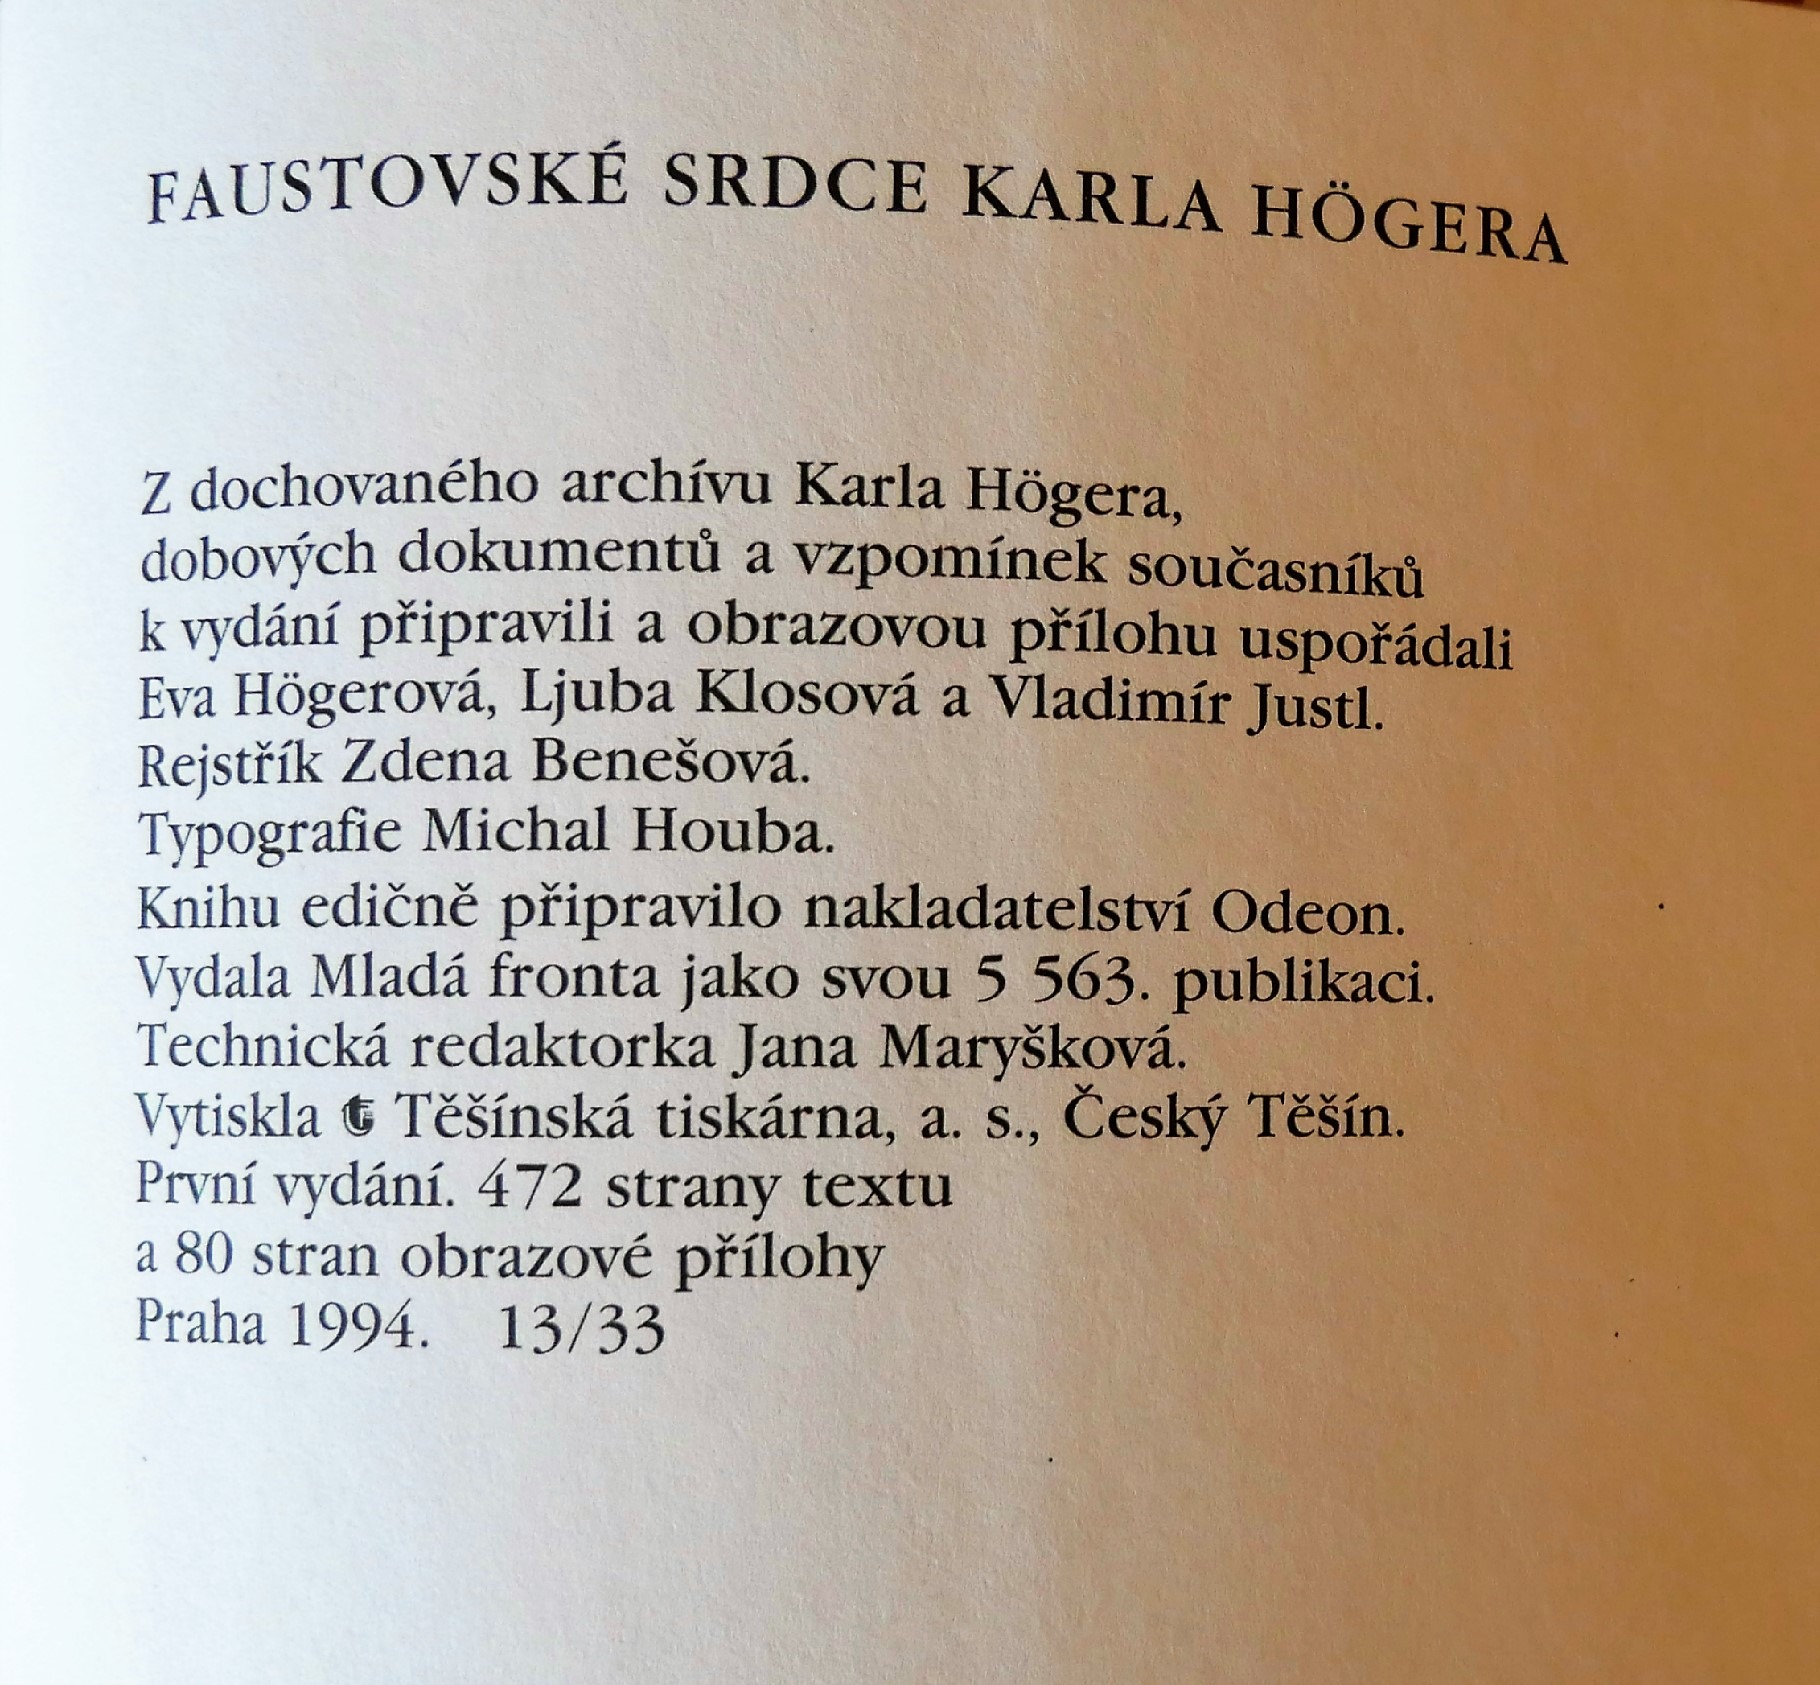 FAUSTOVSKÉ SRDCE KARLA HÖGERA
Z dochovaného archívu Karla Högera,
dobových dokumentů a vzpomínek současníků
k vydání připravili a obrazovou přílohu uspořádali
Eva Högerová, Ljuba Klosová a Vladimír Justl.
Rejstřík Zdena Benešová.
Typografie Michal Houba.
Knihu edičně připravilo nakladatelství Odeon.
Vydala Mladá fronta jako svou 5 563. publikaci.
Technická redaktorka Jana Maryšková.
Vytiskla Těšínská tiskárna, a. s., Český Těšín.
První vydání. 472 strany textu
a 80 stran obrazové přílohy
Praha 1994. 13/33